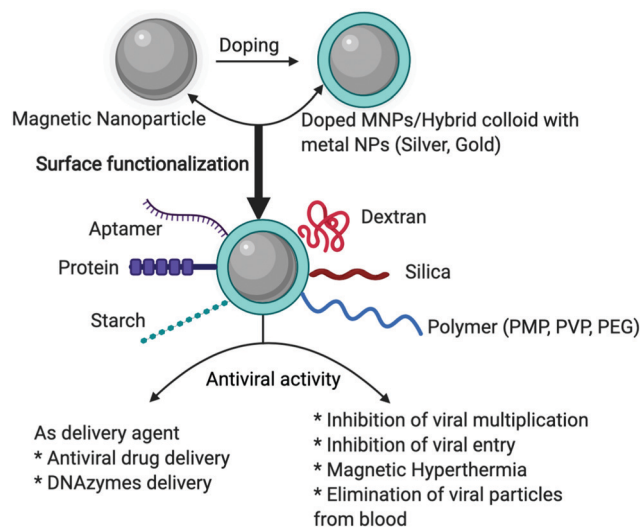 Doping
Magnetic Nanoparticle
Doped MNPs/Hybrid colloid with
metal NPs (Silver, Gold)
Surface functionalization
Aptamer
Dextran
Protein
Silica
Starch
Polymer (PMP, PVP, PEG)
Antiviral activity
As delivery agent
* Antiviral drug delivery
* DNAzymes delivery
* Inhibition of viral multiplication
* Inhibition of viral entry
* Magnetic Hyperthermia
* Elimination of viral particles
from blood